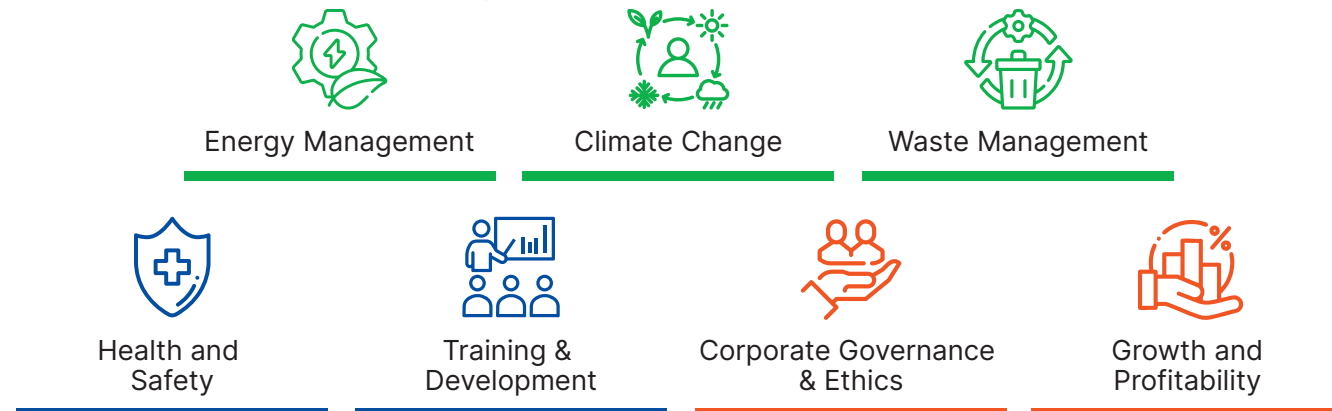 Energy Management
Climate Change
Waste Management
Health and
Safety
Training &
Development
Corporate Governance
& Ethics
Growth and
Profitability
%